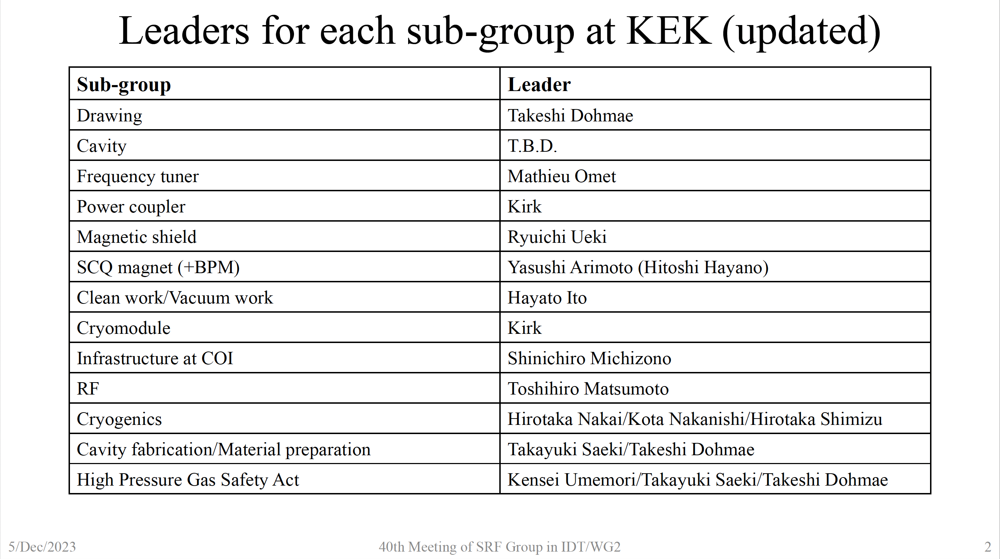 Leaders for each sub-group at KEK (updated)
Sub-group Leader
Drawing Takeshi Dohmae
Cavity T.B.D.
Frequency tuner Mathieu Omet
Power coupler Kirk
Magnetic shield Ryuichi Ueki
SCQ magnet (+BPM) Yasushi Arimoto (Hitoshi Hayano)
Clean work/Vacuum work Hayato Ito
Cryomodule Kirk
Infrastructure at COI Shinichiro Michizono
RF Toshihiro Matsumoto
Cryogenics Hirotaka Nakai/Kota Nakanishi/Hirotaka Shimizu
Cavity fabrication/Material preparation Takayuki Saeki/Takeshi Dohmae
High Pressure Gas Safety Act Kensei Umemori/Takayuki Saeki/Takeshi Dohmae
5/Dec/2023 40th Meeting of SRF Group in IDT/WG2 2